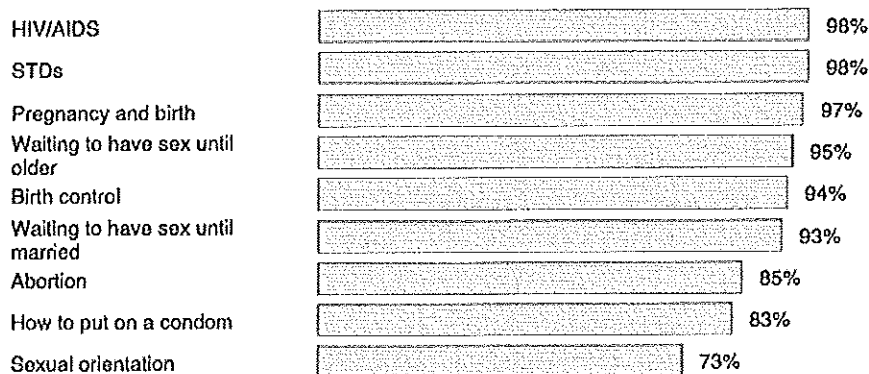 HIV/AIDS 98%
STDs 98%
Pregnancy and birth 97%
Waiting to have sex until
older 95%
Birth control 94%
Waiting to have sex until
married 93%
Abortion 85%
How to put on a condom 83%
Sexual orientation 73%